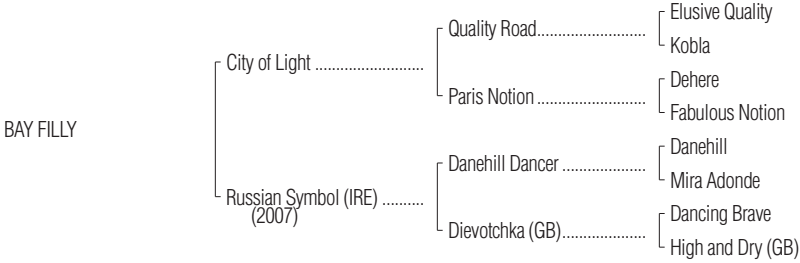 Elusive Quality
Quality Road..........................
Kobla
City of Light ..........................
Dehere
Paris Notion ..........................
Fabulous Notion
BAY FILLY
Danehill
Danehill Dancer ....................
Mira Adonde
Russian Symbol (IRE) ..........
(2007)
Dancing Brave
Dievotchka (GB)....................
High and Dry (GB)